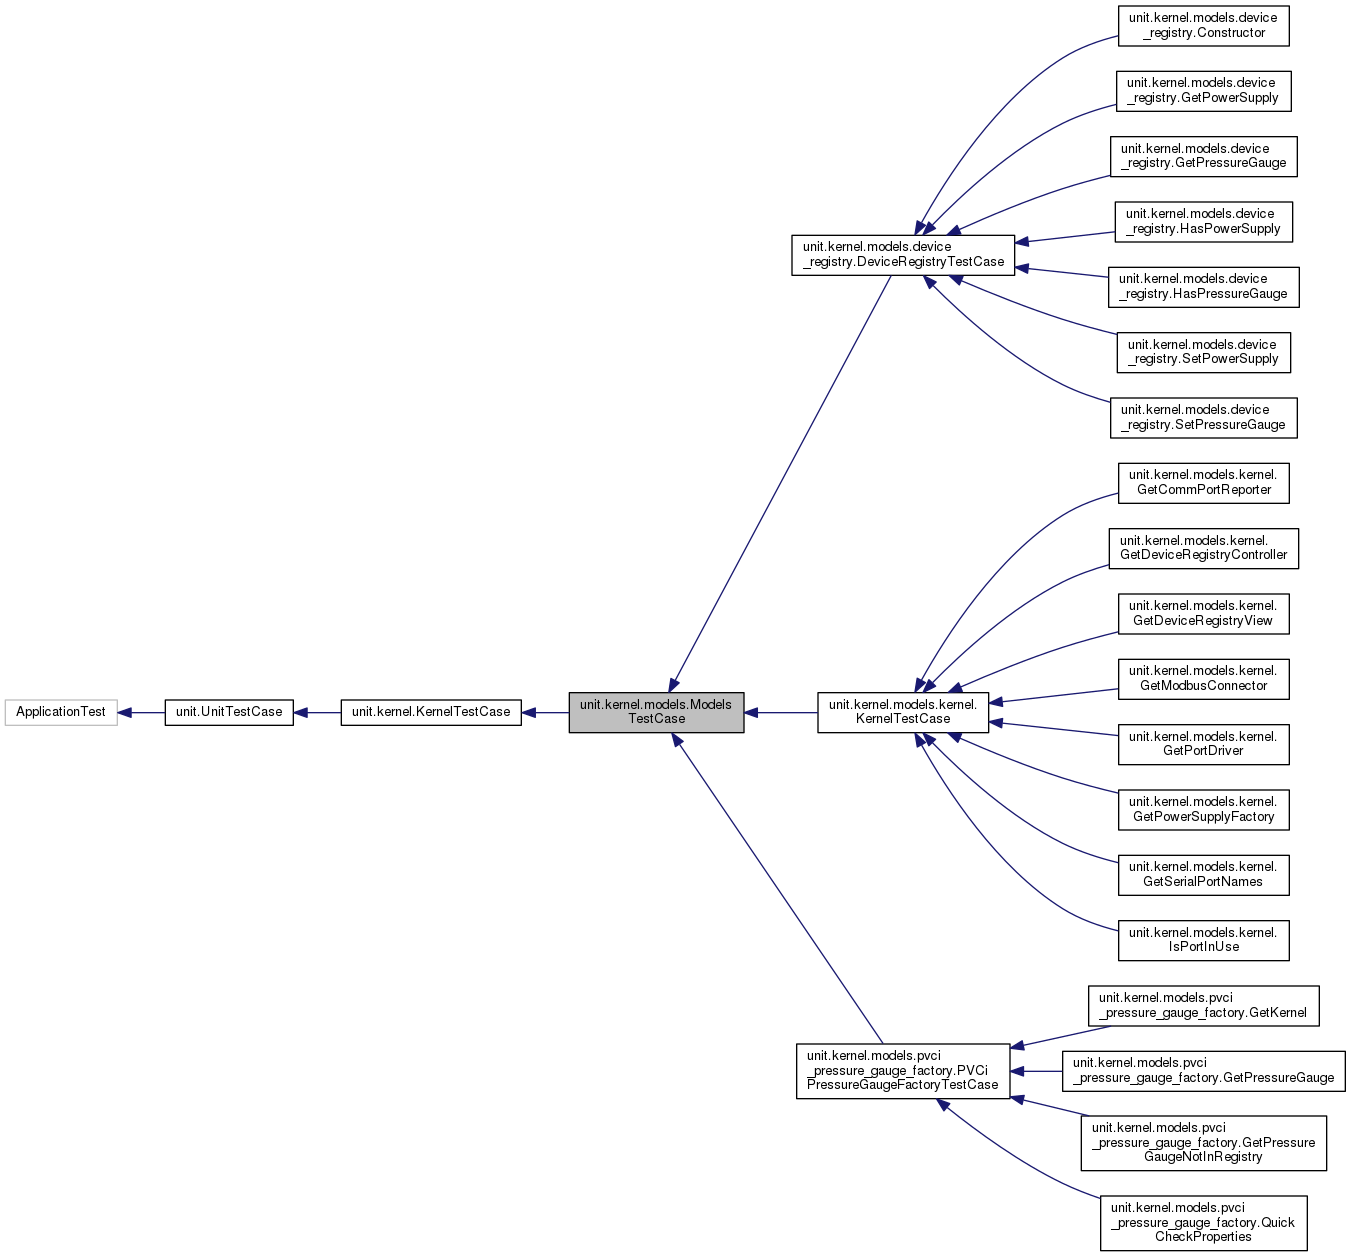 ApplicationTest
unit.UnitTestCase
unit.kernel.KernelTestCase
unit.kernel.models.Models
TestCase
unit.kernel.models.device
_registry.DeviceRegistryTestCase
unit.kernel.models.kernel.
KernelTestCase
unit.kernel.models.pvci
_pressure_gauge_factory.PVCi
PressureGaugeFactoryTestCase
unit.kernel.models.device
_registry.Constructor
unit.kernel.models.device
_registry.GetPowerSupply
unit.kernel.models.device
_registry.GetPressureGauge
unit.kernel.models.device
_registry.HasPowerSupply
unit.kernel.models.device
_registry.HasPressureGauge
unit.kernel.models.device
_registry.SetPowerSupply
unit.kernel.models.device
_registry.SetPressureGauge
unit.kernel.models.kernel.
GetCommPortReporter
unit.kernel.models.kernel.
GetDeviceRegistryController
unit.kernel.models.kernel.
GetDeviceRegistryView
unit.kernel.models.kernel.
GetModbusConnector
unit.kernel.models.kernel.
GetPortDriver
unit.kernel.models.kernel.
GetPowerSupplyFactory
unit.kernel.models.kernel.
GetSerialPortNames
unit.kernel.models.kernel.
IsPortInUse
unit.kernel.models.pvci
_pressure_gauge_factory.GetKernel
unit.kernel.models.pvci
_pressure_gauge_factory.GetPressureGauge
unit.kernel.models.pvci
_pressure_gauge_factory.GetPressure
GaugeNotInRegistry
unit.kernel.models.pvci
_pressure_gauge_factory.Quick
CheckProperties